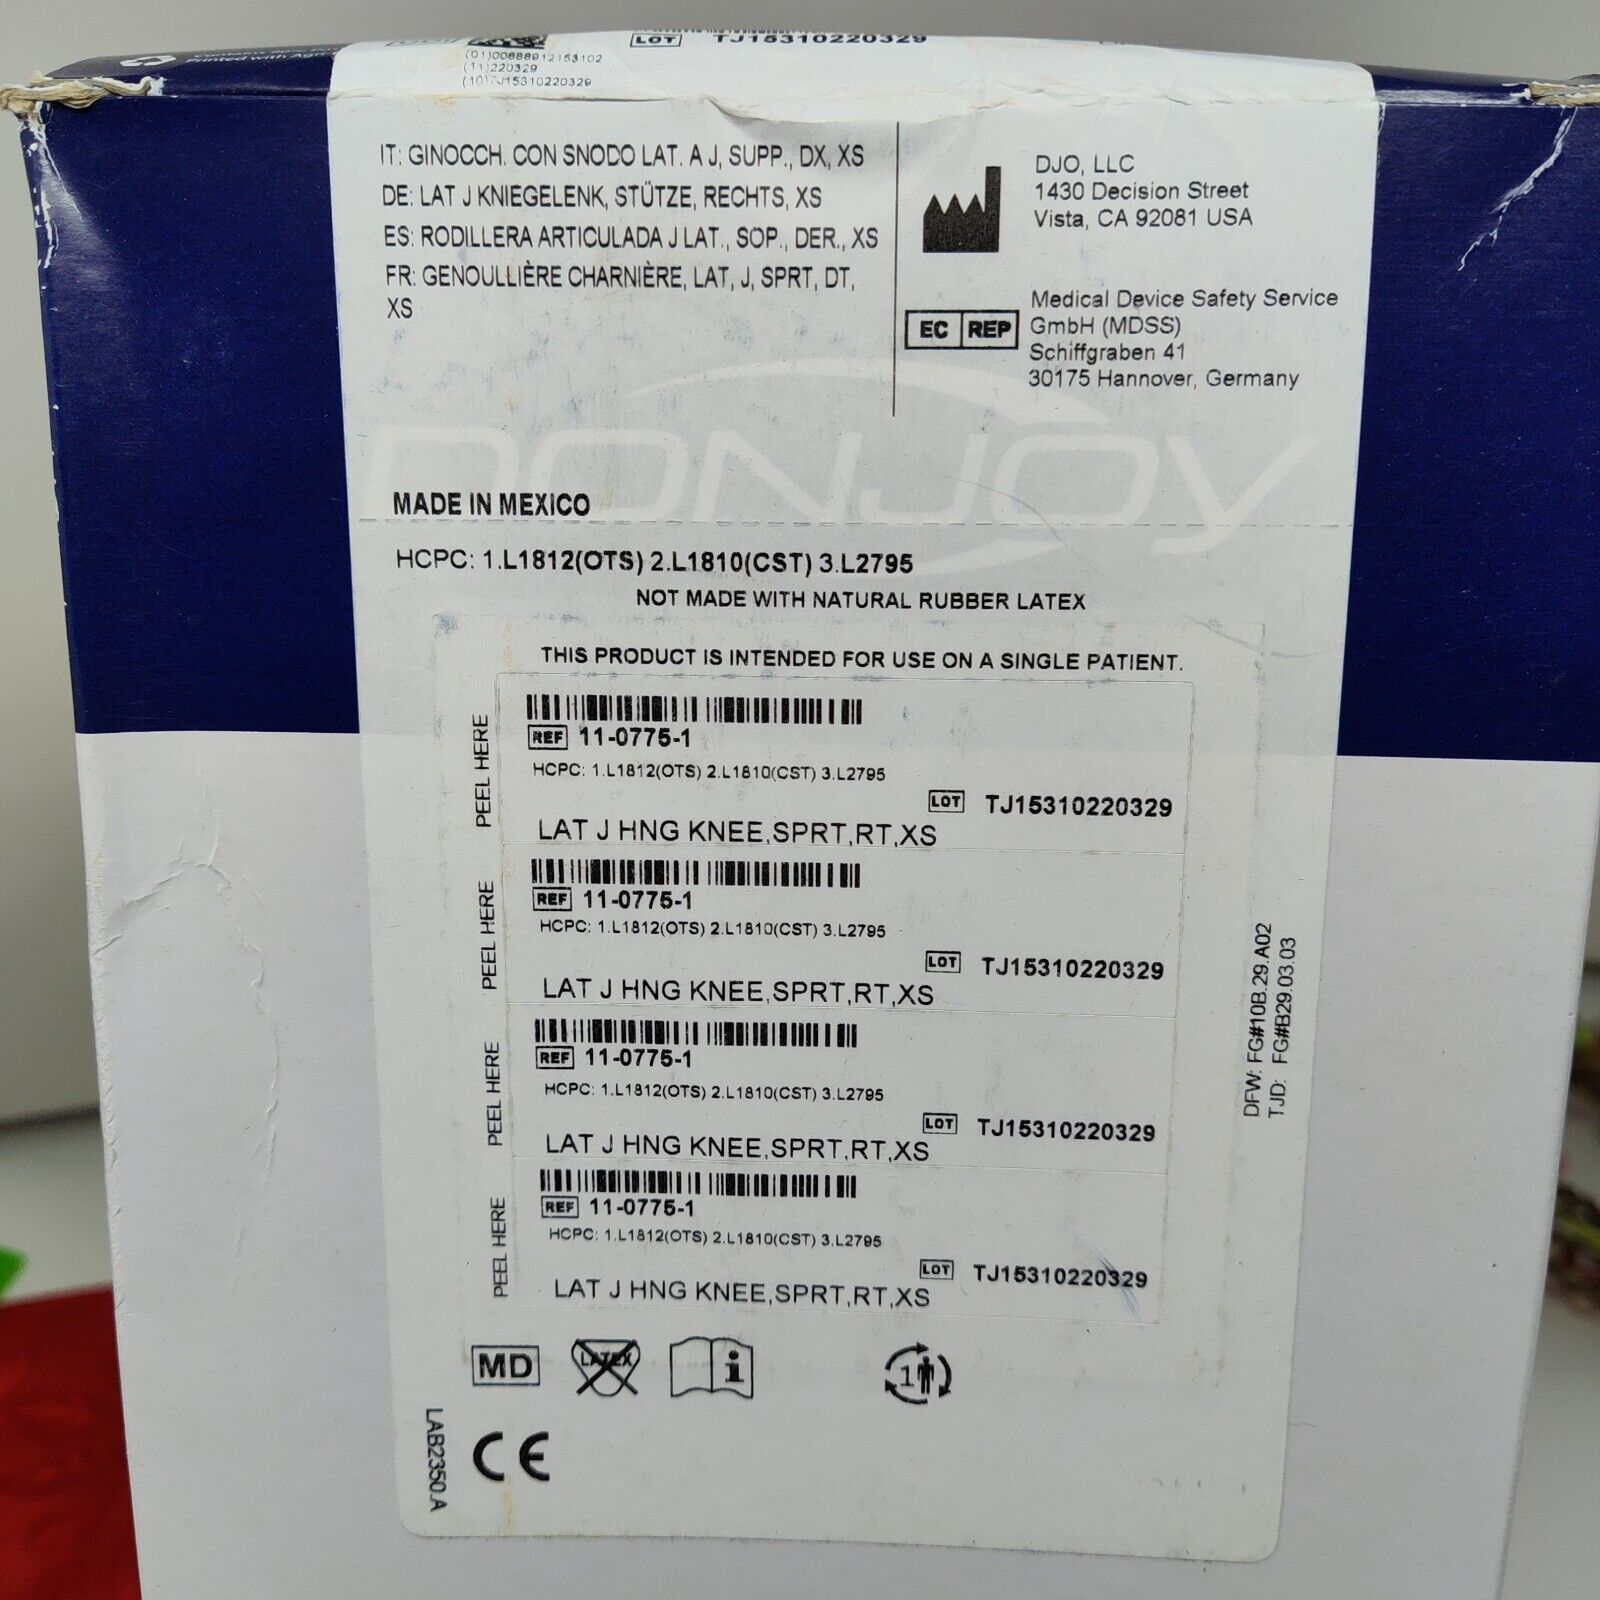 Printed with
(01)00888912153102
(11)220329
(10)TJ15310220329
LOT TJ15310220329
IT: GINOCCH. CON SNODO LAT. A J, SUPP., DX, XS
DE: LAT J KNIEGELENK, STÜTZE, RECHTS, XS
ES: RODILLERA ARTICULADA J LAT., SOP., DER., XS
FR: GENOULLIÈRE CHARNIÈRE, LAT, J, SPRT, DT,
XS
DJO, LLC
1430 Decision Street
Vista, CA 92081 USA
EC REP
Medical Device Safety Service
GmbH (MDSS)
Schiffgraben 41
30175 Hannover, Germany
DONJOY
MADE IN MEXICO
HCPC: 1.L1812(OTS) 2.L1810(CST) 3.L2795
NOT MADE WITH NATURAL RUBBER LATEX
THIS PRODUCT IS INTENDED FOR USE ON A SINGLE PATIENT.
PEEL HERE
REF 11-0775-1
HCPC: 1.L1812(OTS) 2.L1810(CST) 3.L2795
LOT TJ15310220329
LAT J HNG KNEE,SPRT,RT,XS
PEEL HERE
REF 11-0775-1
HCPC: 1.L1812(OTS) 2.L1810(CST) 3.L2795
LOT TJ15310220329
LAT J HNG KNEE,SPRT,RT,XS
PEEL HERE
REF 11-0775-1
HCPC: 1.L1812(OTS) 2.L1810(CST) 3.L2795
LOT TJ15310220329
LAT J HNG KNEE,SPRT,RT,XS
PEEL HERE
REF 11-0775-1
HCPC: 1.L1812(OTS) 2.L1810(CST) 3.L2795
LOT TJ15310220329
LAT J HNG KNEE,SPRT,RT,XS
DFW: FG#10B.29.A02
TJD: FG#B29.03.03
MD
LATEX
i
1
LAB2350.A
CE